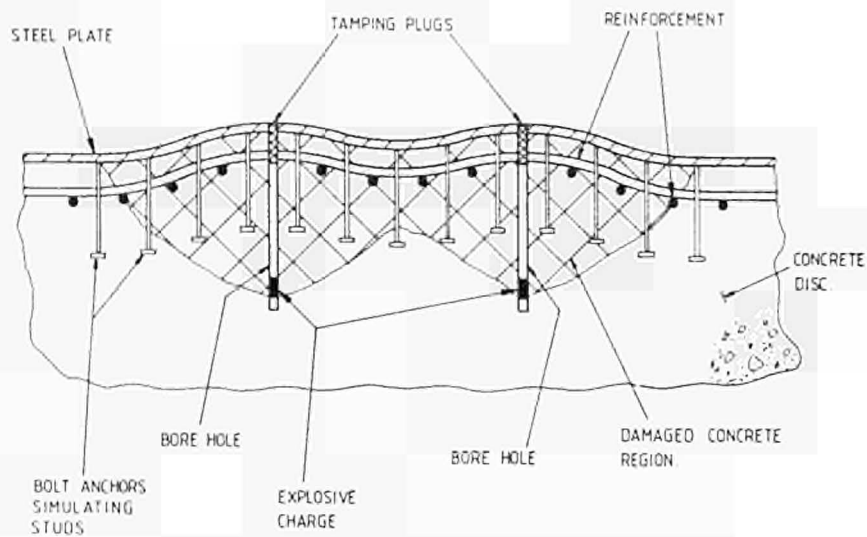 STEEL PLATE
TAMPING PLUGS
REINFORCEMENT
CONCRETE
DISC.
BORE HOLE
BORE HOLE
DAMAGED CONCRETE
REGION.
BOLT ANCHORS
SIMULATING
STUDS
EXPLOSIVE
CHARGE